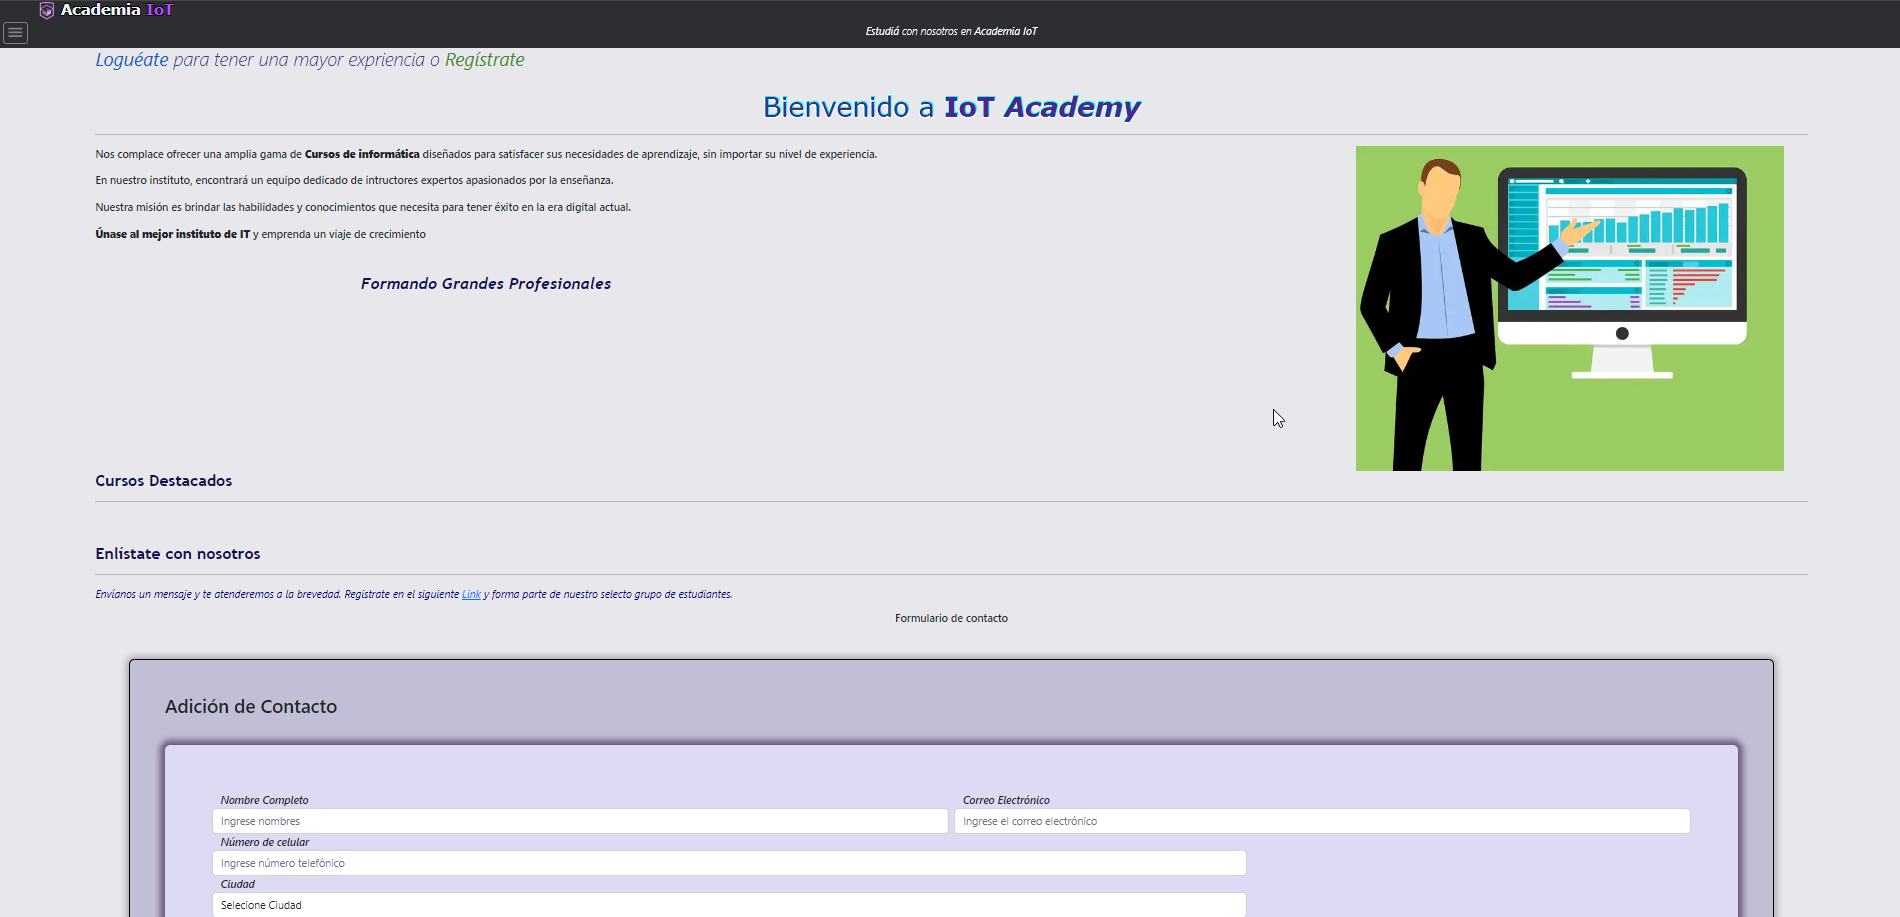 Academia IoT
Estudiá con nosotros en Academia IoT
Loguéate para tener una mayor expriencia o Regístrate
Bienvenido a IoT Academy
Nos complace ofrecer una amplia gama de Cursos de informática diseñados para satisfacer sus necesidades de aprendizaje, sin importar su nivel de experiencia.
En nuestro instituto, encontrará un equipo dedicado de intructores expertos apasionados por la enseñanza.
Nuestra misión es brindar las habilidades y conocimientos que necesita para tener éxito en la era digital actual.
Únase al mejor instituto de IT y emprenda un viaje de crecimiento
Formando Grandes Profesionales
Cursos Destacados
Enlístate con nosotros
Envíanos un mensaje y te atenderemos a la brevedad. Registrate en el siguiente Link y forma parte de nuestro selecto grupo de estudiantes.
Formulario de contacto
Adición de Contacto
Nombre Completo
Correo Electrónico
Ingrese nombres
Ingrese el correo electrónico
Número de celular
Ingrese número telefónico
Ciudad
Selecione Ciudad